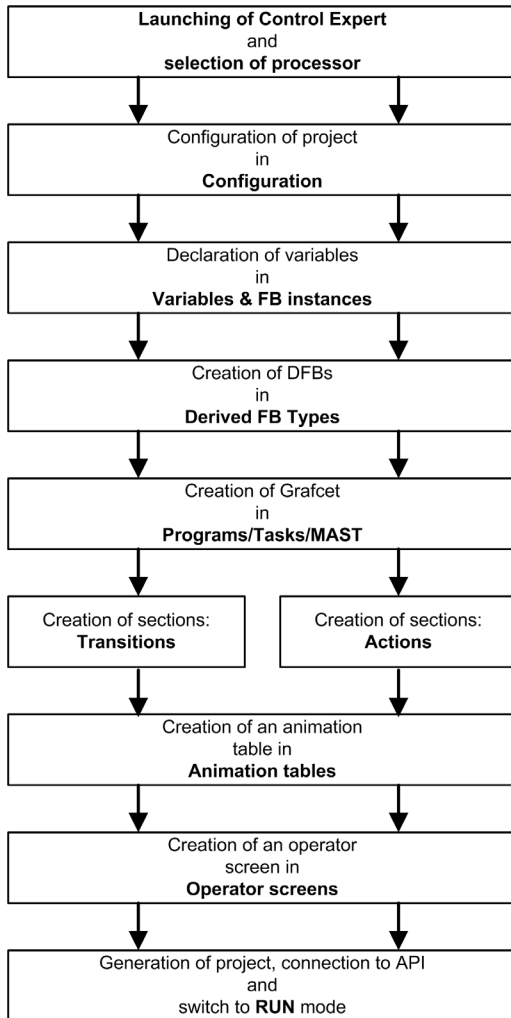 Launching of Control Expert
and
selection of processor
Configuration of project
in
Configuration
Declaration of variables
in
Variables & FB instances
Creation of DFBs
in
Derived FB Types
Creation of Grafcet
in
Programs/Tasks/MAST
Creation of sections:
Transitions
Creation of sections:
Actions
Creation of an animation
table in
Animation tables
Creation of an operator
screen in
Operator screens
Generation of project, connection to API
and
switch to RUN mode